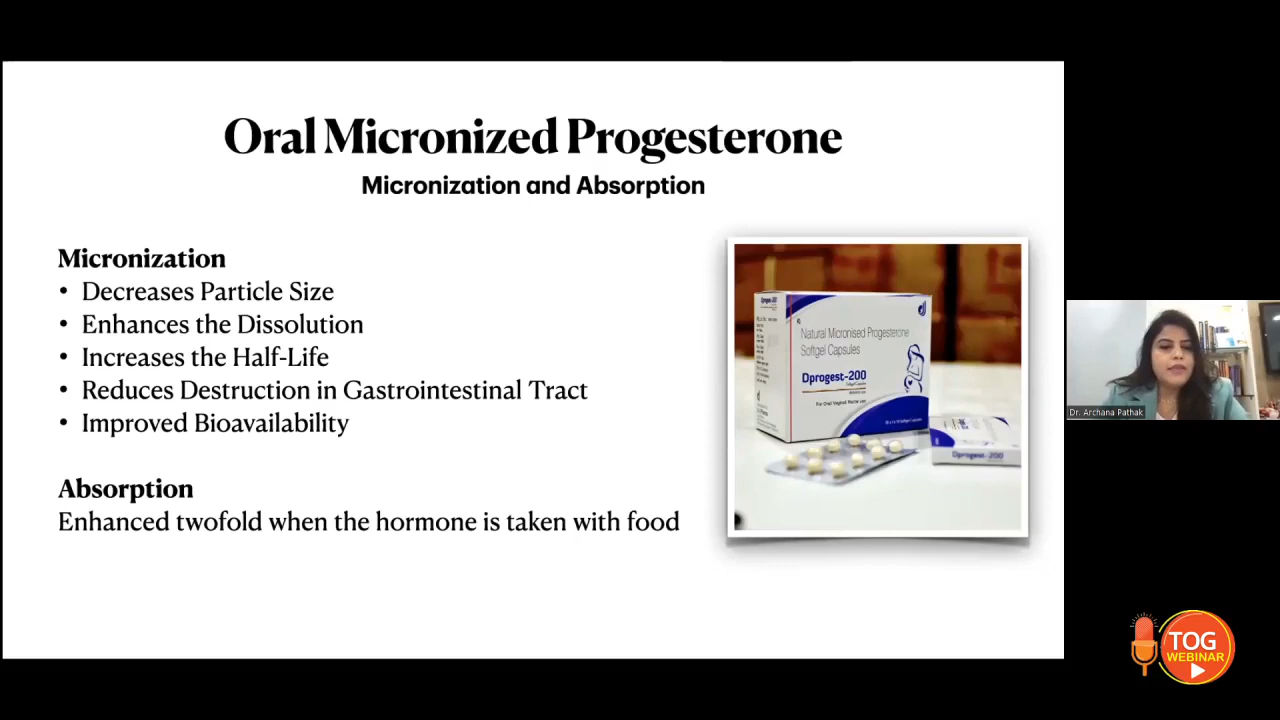 Oral Micronized Progesterone
Micronization and Absorption
Micronization
• Decreases Particle Size
• Enhances the Dissolution
• Increases the Half-Life
• Reduces Destruction in Gastrointestinal Tract
• Improved Bioavailability
Absorption
Enhanced twofold when the hormone is taken with food
Natural Micronised Progesterone
Softgel Capsules
Dprogest-200
Dprogest-200
Dr. Archana Pathak
TOG
WEBINAR